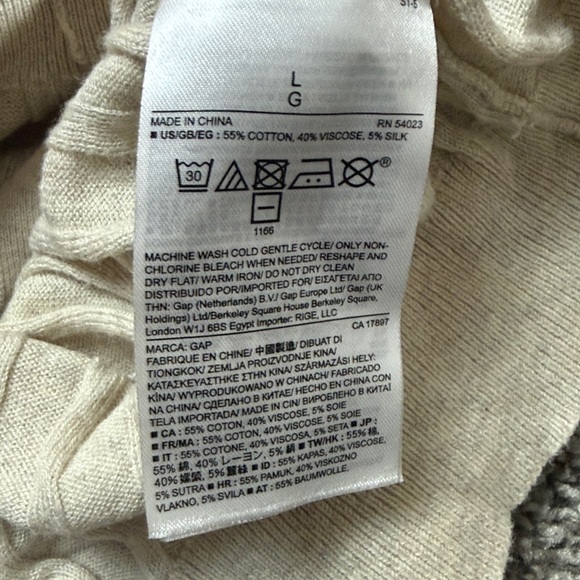 S1-5
L
G
MADE IN CHINA RN 54023
■ US/GB/EG : 55% COTTON, 40% VISCOSE, 5% SILK
30
®
1166
MACHINE WASH COLD GENTLE CYCLE/ ONLY NON-
CHLORINE BLEACH WHEN NEEDED/ RESHAPE AND
DRY FLAT/ WARM IRON/ DO NOT DRY CLEAN
DISTRIBUIDO POR/IMPORTED FOR/ ΕΙΣΑΓΕΤΑΙ ΑΠΟ
ΤΗΝ: Gap (Netherlands) B.V./ Gap Europe Ltd/ Gap (UK
Holdings) Ltd/Berkeley Square House Berkeley Square,
London W1J 6BS Egypt Importer: RIGE, LLC
CA 17897
MARCA: GAP
FABRIQUE EN CHINE/ 中國製造/ DIBUAT DI
TIONGKOK/ ZEMLJA PROIZVODNJE KINA/
ΚΑΤΑΣΚΕΥΑΣΤΗΚΕ ΣΤΗΝ ΚΙΝΑ/ SZÁRMAZÁSI HELY:
KÍNA/ WYPRODUKOWANO W CHINACH/ FABRICADO
NA CHINA/ СДЕЛАНО В КИТАЕ/ HECHO EN CHINA
TELA IMPORTADA/ MADE IN CIN/ ВИРОБЛЕНО В КИТАЇ
■ CA : 55% COTON, 40% VISCOSE, 5% SOIE
■ FR/MA : 55% COTON, 40% VISCOSE, 5% SOIE
■ IT : 55% COTONE, 40% VISCOSA, 5% SETA ■ JP :
55% 綿, 40% レーヨン, 5% 絹 ■ TW/HK : 55% 棉,
40% 嫘縈, 5% 蠶絲 ■ ID : 55% KAPAS, 40% VISCOSE,
5% SUTRA ■ HR : 55% PAMUK, 40% VISKOZNO
VLAKNO, 5% SVILA ■ AT : 55% BAUMWOLLE,